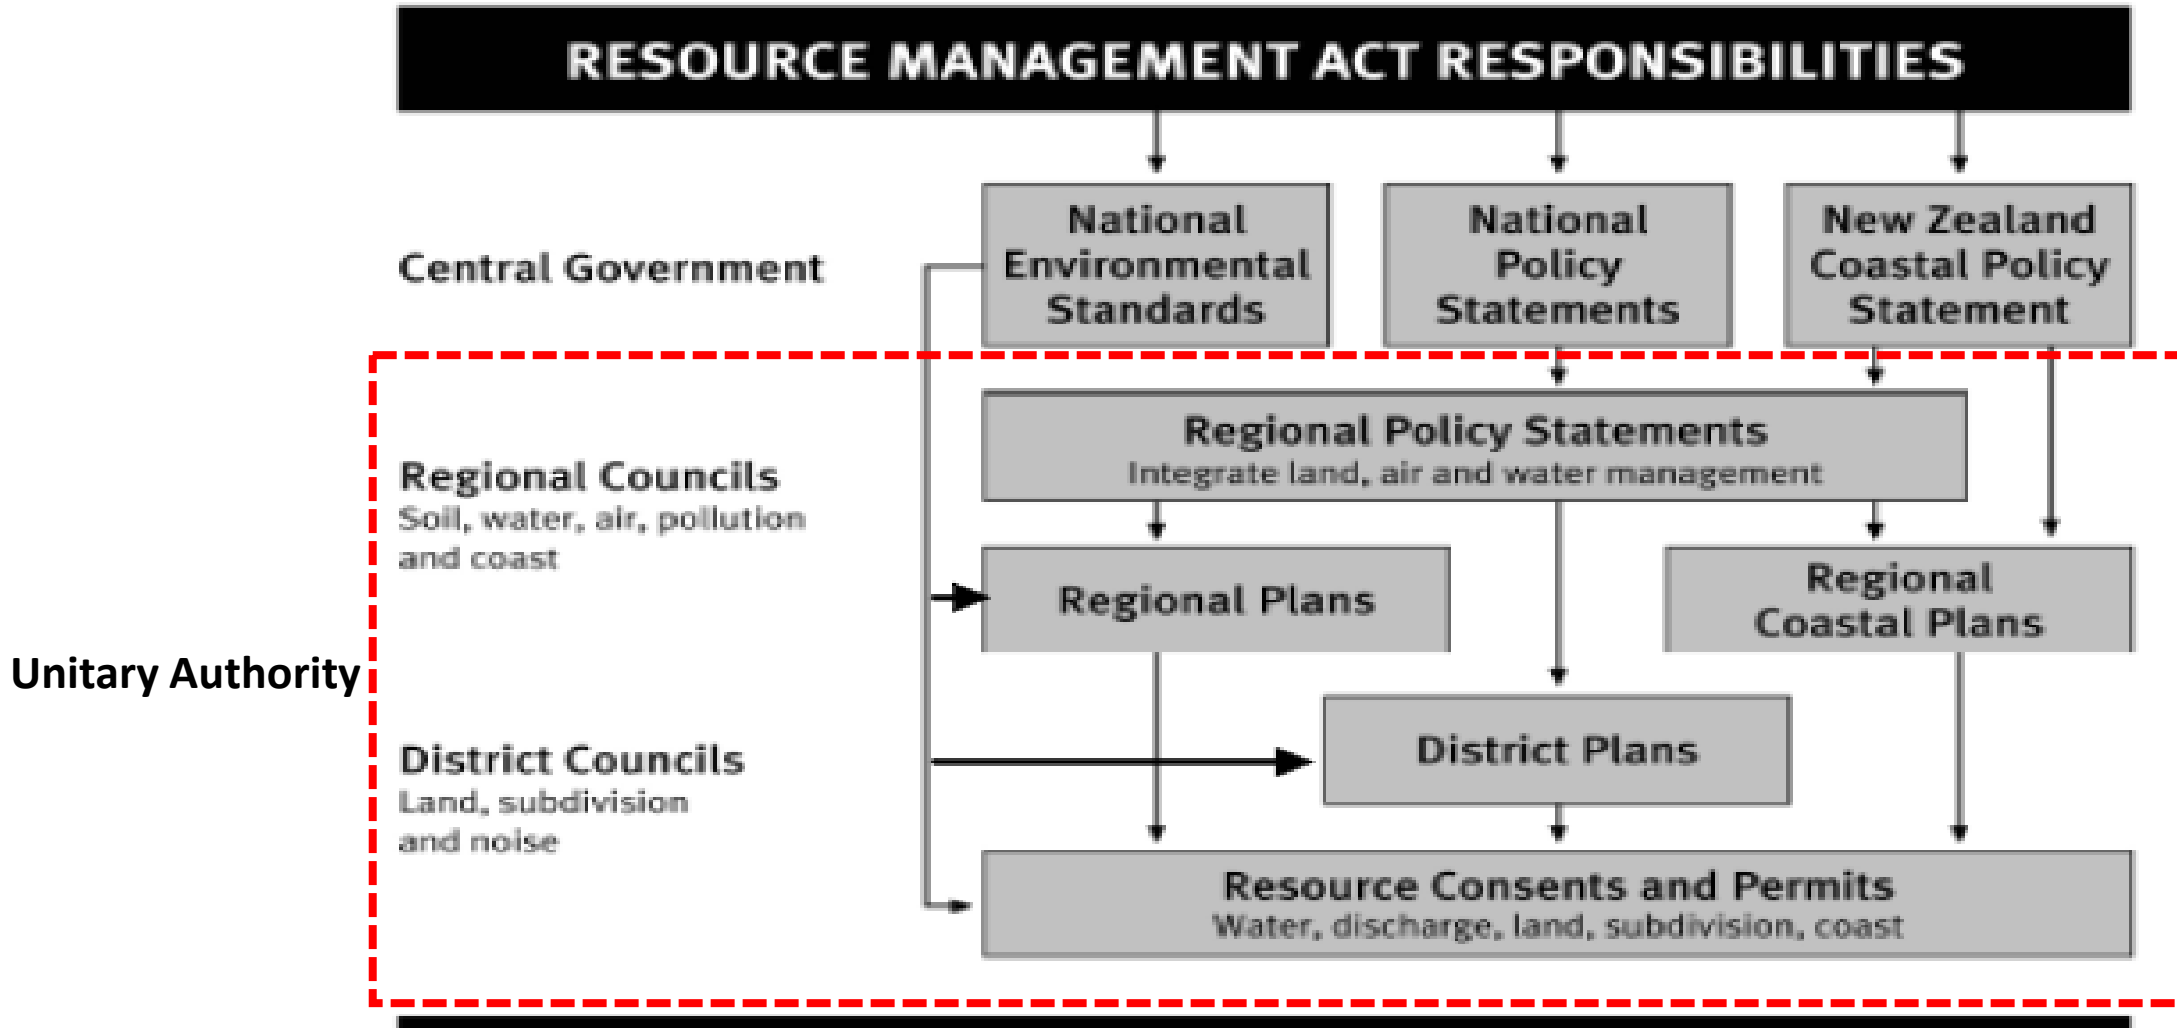 RESOURCE MANAGEMENT ACT RESPONSIBILITIES
Central Government
National
Environmental
Standards
National
Policy
Statements
New Zealand
Coastal Policy
Statement
Regional Policy Statements
Integrate land, air and water management
Regional Councils
Soil, water, air, pollution
and coast
Regional Plans
Regional
Coastal Plans
Unitary Authority
District Councils
Land, subdivision
and noise
District Plans
Resource Consents and Permits
Water, discharge, land, subdivision, coast